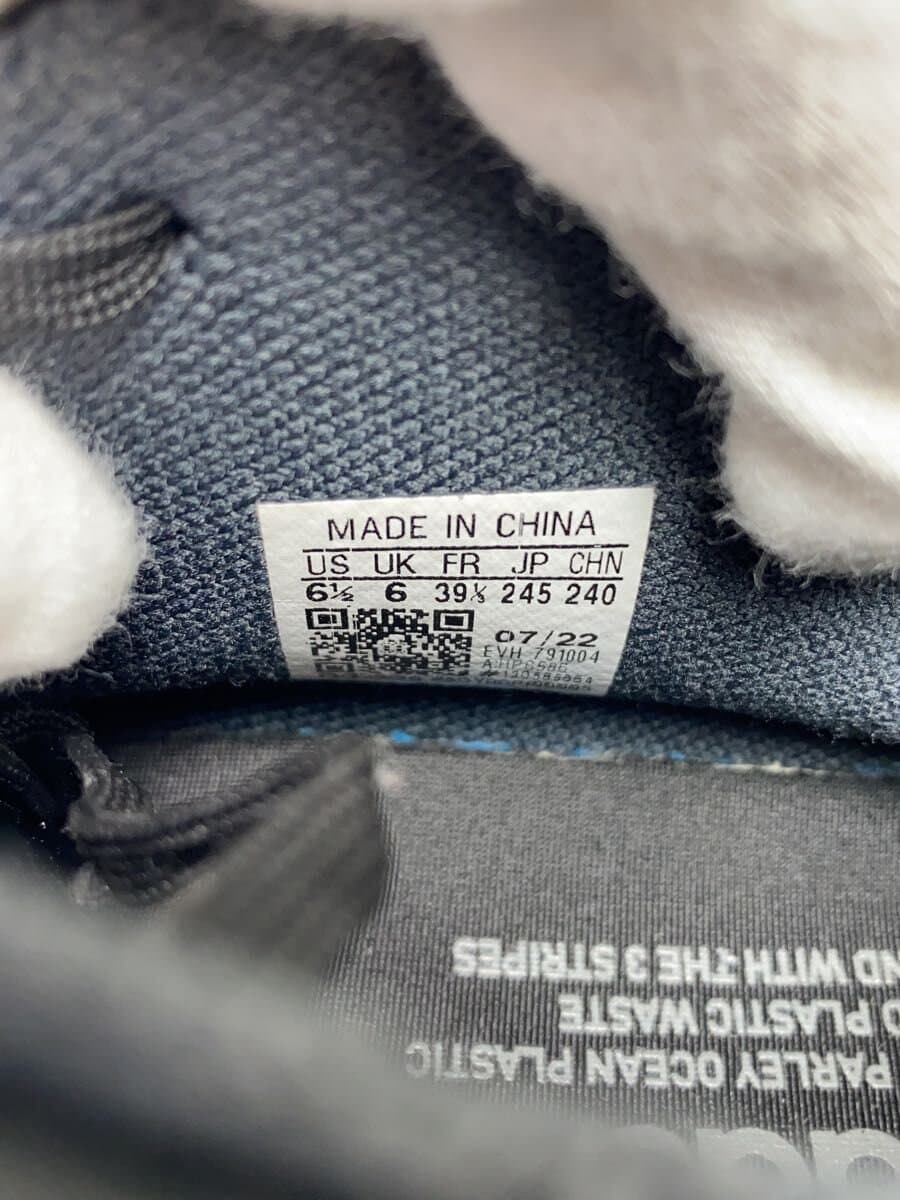 MADE IN CHINA
US UK FR JP CHN
6½ 6 39⅓ 245 240
07/22
EVH 791004
PARLEY OCEAN PLASTIC
PLASTIC WASTE
WITH THE 3 STRIPES